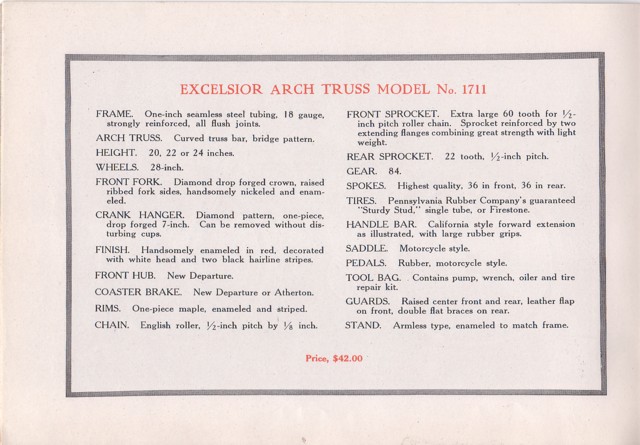 EXCELSIOR ARCH TRUSS MODEL No. 1711
FRAME. One-inch seamless steel tubing, 18 gauge,
strongly reinforced, all flush joints.
ARCH TRUSS. Curved truss bar, bridge pattern.
HEIGHT. 20, 22 or 24 inches.
WHEELS. 28-inch.
FRONT FORK. Diamond drop forged crown, raised
ribbed fork sides, handsomely nickeled and enam-
eled.
CRANK HANGER. Diamond pattern, one-piece,
drop forged 7-inch. Can be removed without dis-
turbing cups.
FINISH. Handsomely enameled in red, decorated
with white head and two black hairline stripes.
FRONT HUB. New Departure.
COASTER BRAKE. New Departure or Atherton.
RIMS. One-piece maple, enameled and striped.
CHAIN. English roller, ½-inch pitch by ⅛ inch.
FRONT SPROCKET. Extra large 60 tooth for ½-
inch pitch roller chain. Sprocket reinforced by two
extending flanges combining great strength with light
weight.
REAR SPROCKET. 22 tooth, ½-inch pitch.
GEAR. 84.
SPOKES. Highest quality, 36 in front, 36 in rear.
TIRES. Pennsylvania Rubber Company's guaranteed
"Sturdy Stud," single tube, or Firestone.
HANDLE BAR. California style forward extension
as illustrated, with large rubber grips.
SADDLE. Motorcycle style.
PEDALS. Rubber, motorcycle style.
TOOL BAG. Contains pump, wrench, oiler and tire
repair kit.
GUARDS. Raised center front and rear, leather flap
on front, double flat braces on rear.
STAND. Armless type, enameled to match frame.
Price, $42.00